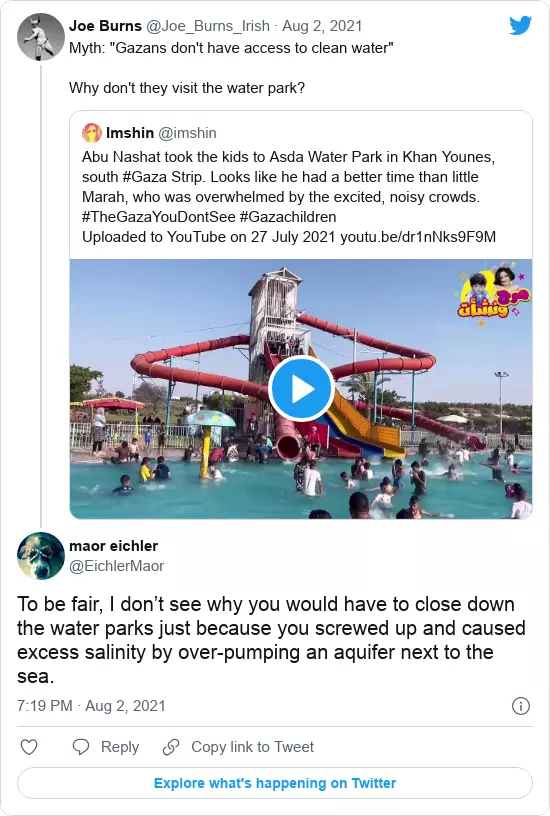 Joe Burns @Joe_Burns_Irish · Aug 2, 2021
Myth: "Gazans don't have access to clean water"
Why don't they visit the water park?
Imshin @imshin
Abu Nashat took the kids to Asda Water Park in Khan Younes,
south #Gaza Strip. Looks like he had a better time than little
Marah, who was overwhelmed by the excited, noisy crowds.
#TheGazaYouDontSee #Gazachildren
Uploaded to YouTube on 27 July 2021 youtu.be/dr1nNks9F9M
مرح
ونشأت
maor eichler
@EichlerMaor
To be fair, I don’t see why you would have to close down
the water parks just because you screwed up and caused
excess salinity by over-pumping an aquifer next to the
sea.
7:19 PM · Aug 2, 2021
Reply
Copy link to Tweet
Explore what's happening on Twitter